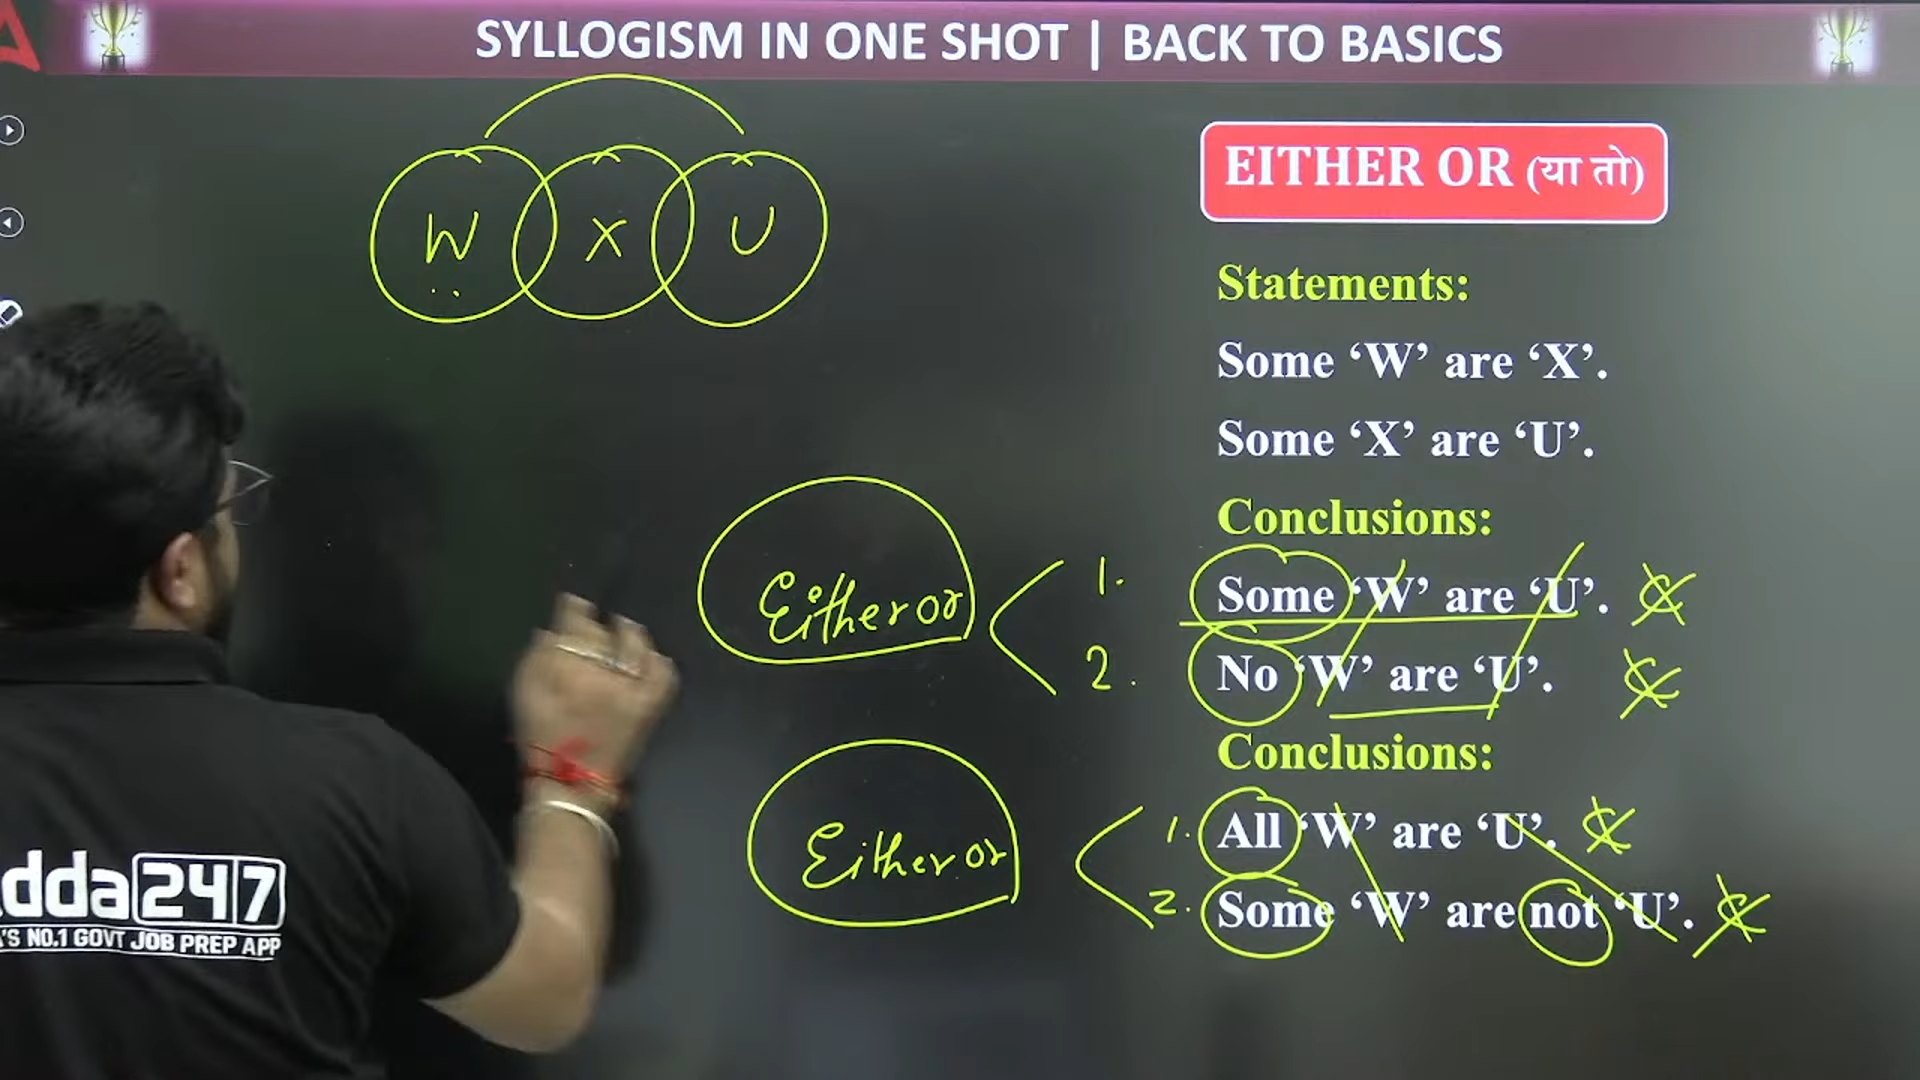 SYLLOGISM IN ONE SHOT | BACK TO BASICS
W X U
EITHER OR (या तो)
Statements:
Some ‘W’ are ‘X’.
Some ‘X’ are ‘U’.
Conclusions:
Either or
1. Some ‘W’ are ‘U’.
2. No ‘W’ are ‘U’.
Conclusions:
Either or
1. All ‘W’ are ‘U’.
2. Some ‘W’ are not ‘U’.
dda247
'S NO.1 GOVT JOB PREP APP